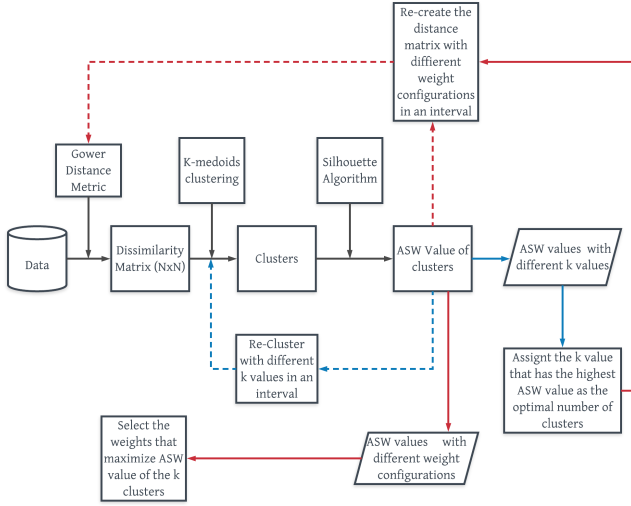 Re-create the
distance
matrix with
diffierent
weight
configurations
in an interval
Gower
Distance
Metric
K-medoids
clustering
Silhouette
Algorithm
Data
Dissimilarity
Matrix (NxN)
Clusters
ASW Value of
clusters
ASW values with
different k values
Re-Cluster
with different
k values in an
interval
Assignt the k value
that has the highest
ASW value as the
optimal number of
clusters
Select the
weights that
maximize ASW
value of the k
clusters
ASW values with
different weight
configurations